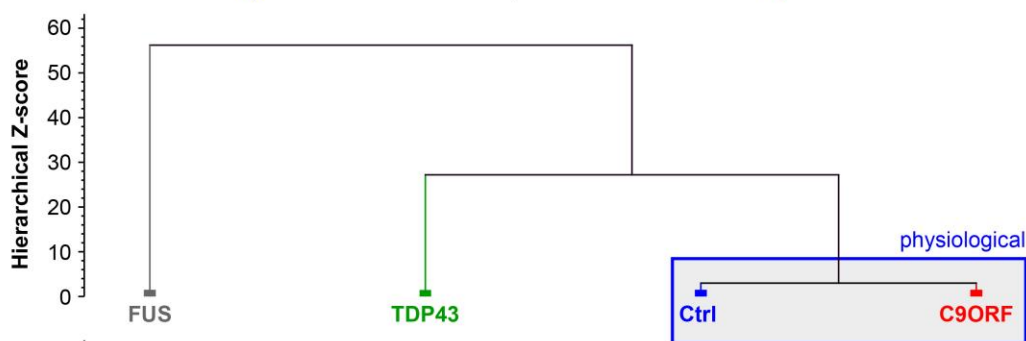 Hierarchical Z-score
60
50
40
30
20
10
0
physiological
FUS
TDP43
Ctrl
C9ORF